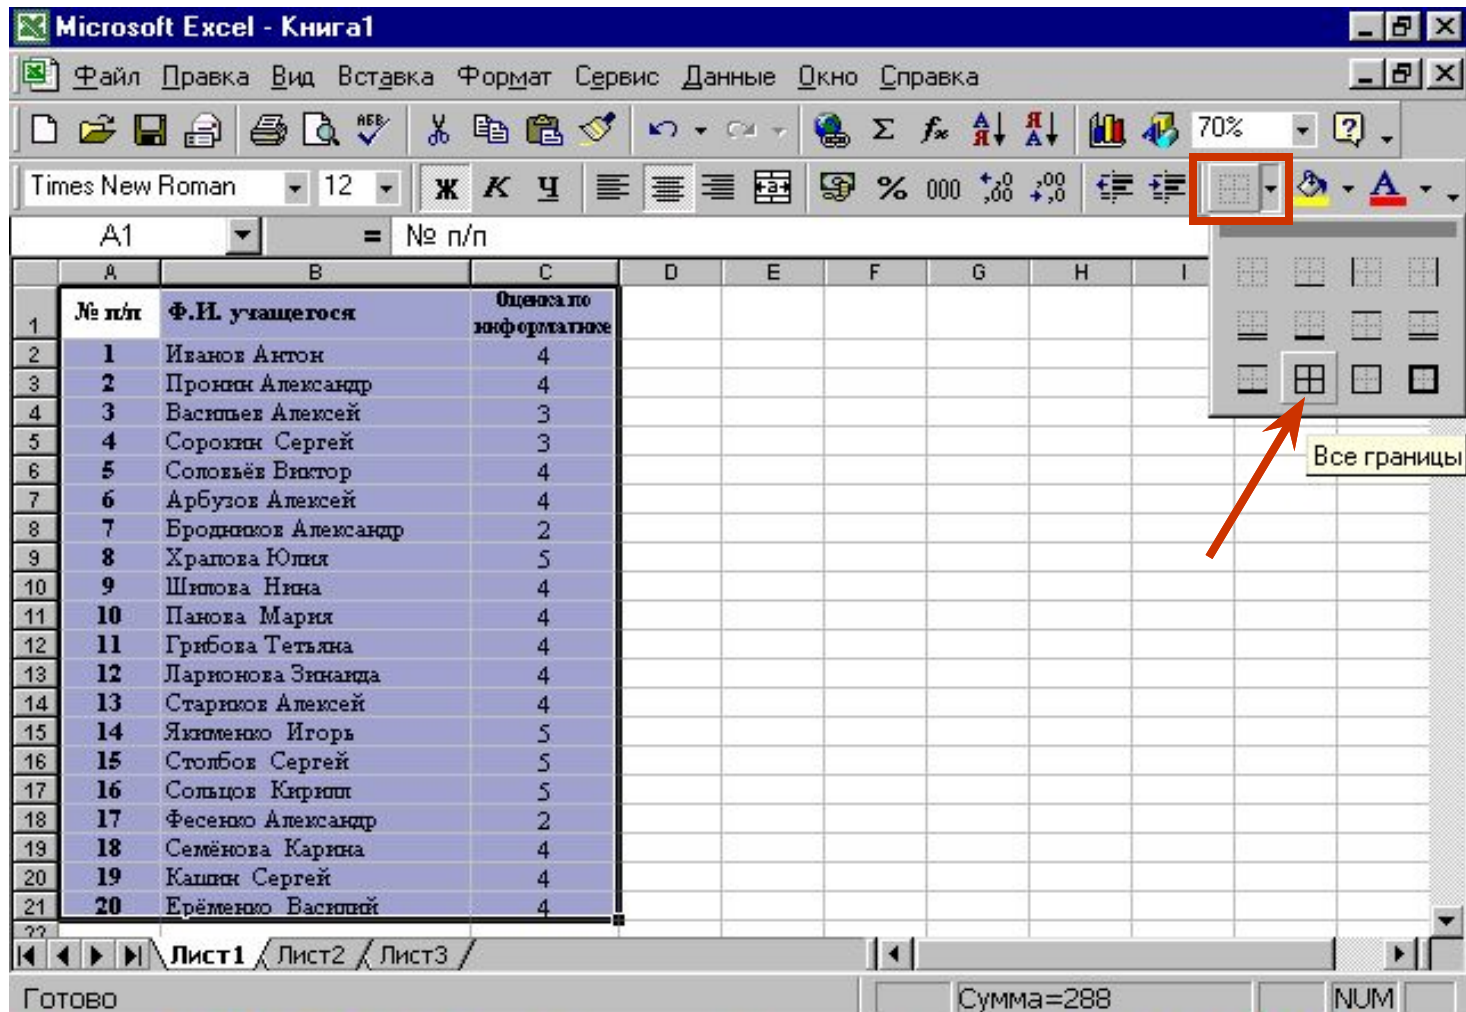 Microsoft Excel - Книга1
Файл Правка Вид Вставка Формат Сервис Данные Окно Справка
70%
Times New Roman 12 Ж К Ч % 000
A1 = № п/п
A B C D E F G H I
1 № п/п Ф.И. учащегося Оценка по информатике
2 1 Иванов Антон 4
3 2 Пронин Александр 4
4 3 Васильев Алексей 3
5 4 Сорокин Сергей 3
6 5 Соловьёв Виктор 4
7 6 Арбузов Алексей 4
8 7 Бродников Александр 2
9 8 Храпова Юлия 5
10 9 Шилова Нина 4
11 10 Панова Мария 4
12 11 Грибова Тетьяна 4
13 12 Ларионова Зинаида 4
14 13 Стариков Алексей 4
15 14 Якименко Игорь 5
16 15 Столбов Сергей 5
17 16 Сольцов Кирилл 5
18 17 Фесенко Александр 2
19 18 Семёнова Карина 4
20 19 Кашин Сергей 4
21 20 Ерёменко Василий 4
22
Все границы
Лист1 Лист2 Лист3
Готово Сумма=288 NUM